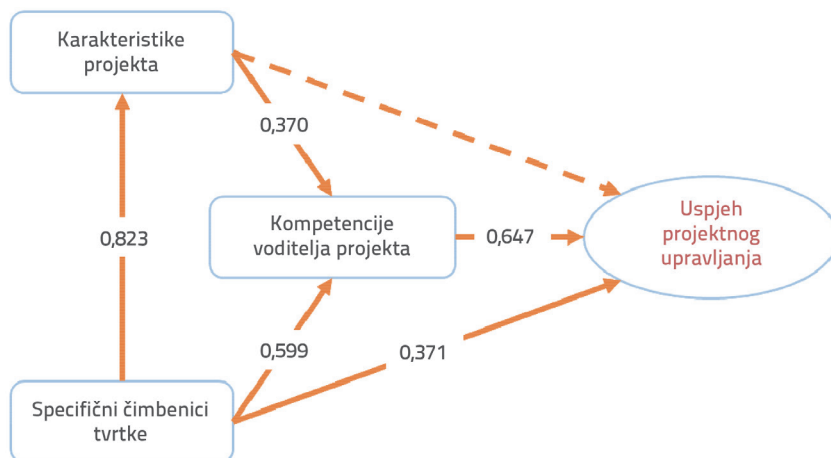 Karakteristike
projekta
0,370
Kompetencije
voditelja projekta
0,823
0,647
Uspjeh
projektnog
upravljanja
0,599
0,371
Specifični čimbenici
tvrtke